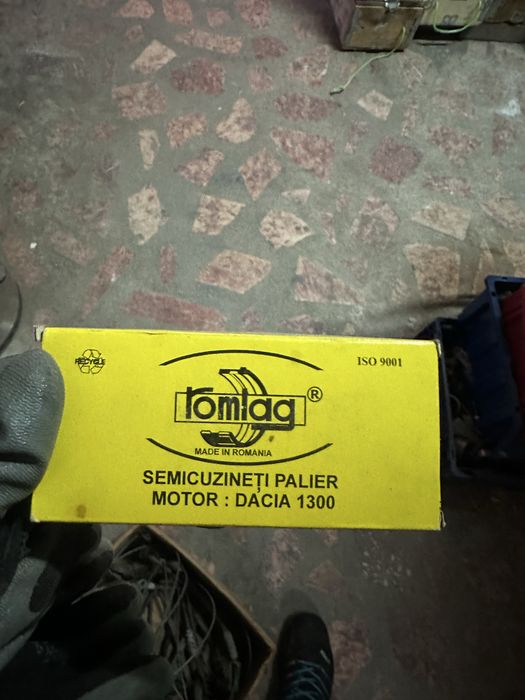 RECYCLE
ISO 9001
romlag®
MADE IN ROMANIA
SEMICUZINEȚI PALIER
MOTOR : DACIA 1300